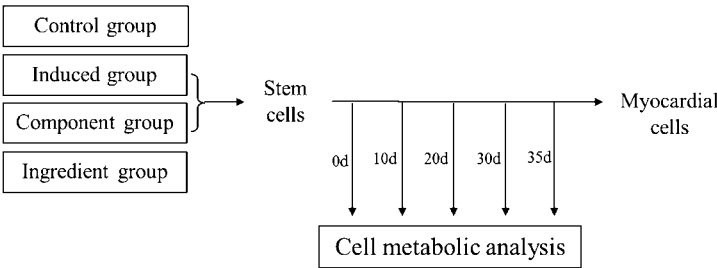 Control group
Induced group
Component group
Ingredient group
Stem
cells
0d 10d 20d 30d 35d
Myocardial
cells
Cell metabolic analysis